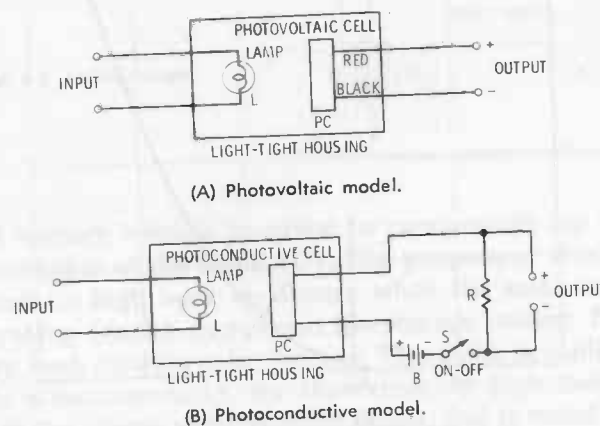 PHOTOVOLTAIC CELL
LAMP
RED
+
INPUT
OUTPUT
BLACK
L
PC
-
LIGHT-TIGHT HOUSING
(A) Photovoltaic model.
PHOTOCONDUCTIVE CELL
LAMP
INPUT
+
R
OUTPUT
-
L
PC
+ - S
B ON-OFF
LIGHT-TIGHT HOUSING
(B) Photoconductive model.